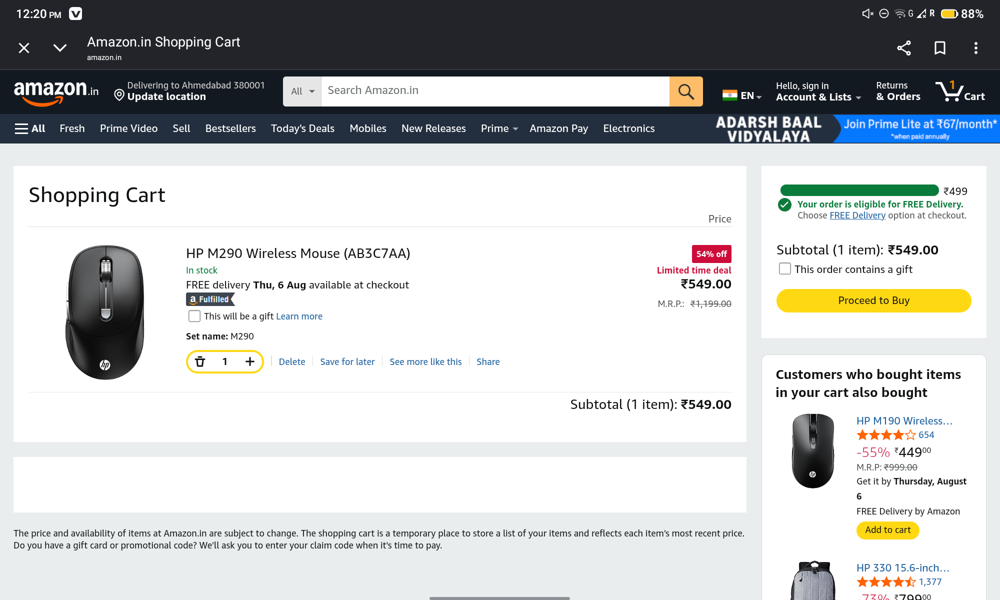 12:20 PM
G R 88%
Amazon.in Shopping Cart
amazon.in
amazon.in
Delivering to Ahmedabad 380001
Update location
All
Search Amazon.in
EN
Hello, sign in
Account & Lists
Returns
& Orders
1
Cart
All
Fresh
Prime Video
Sell
Bestsellers
Today's Deals
Mobiles
New Releases
Prime
Amazon Pay
Electronics
ADARSH BAAL
VIDYALAYA
Join Prime Lite at ₹67/month*
*when paid annually
Shopping Cart
Price
HP M290 Wireless Mouse (AB3C7AA)
In stock
FREE delivery Thu, 6 Aug available at checkout
a Fulfilled
This will be a gift Learn more
Set name: M290
1
Delete
Save for later
See more like this
Share
hp
54% off
Limited time deal
₹549.00
M.R.P.: ₹1,199.00
Subtotal (1 item): ₹549.00
The price and availability of items at Amazon.in are subject to change. The shopping cart is a temporary place to store a list of your items and reflects each item's most recent price.
Do you have a gift card or promotional code? We'll ask you to enter your claim code when it's time to pay.
₹499
Your order is eligible for FREE Delivery.
Choose FREE Delivery option at checkout.
Subtotal (1 item): ₹549.00
This order contains a gift
Proceed to Buy
Customers who bought items
in your cart also bought
hp
HP M190 Wireless...
654
-55% ₹44900
M.R.P: ₹999.00
Get it by Thursday, August
6
FREE Delivery by Amazon
Add to cart
HP 330 15.6-inch...
1,377
-73% ₹79900